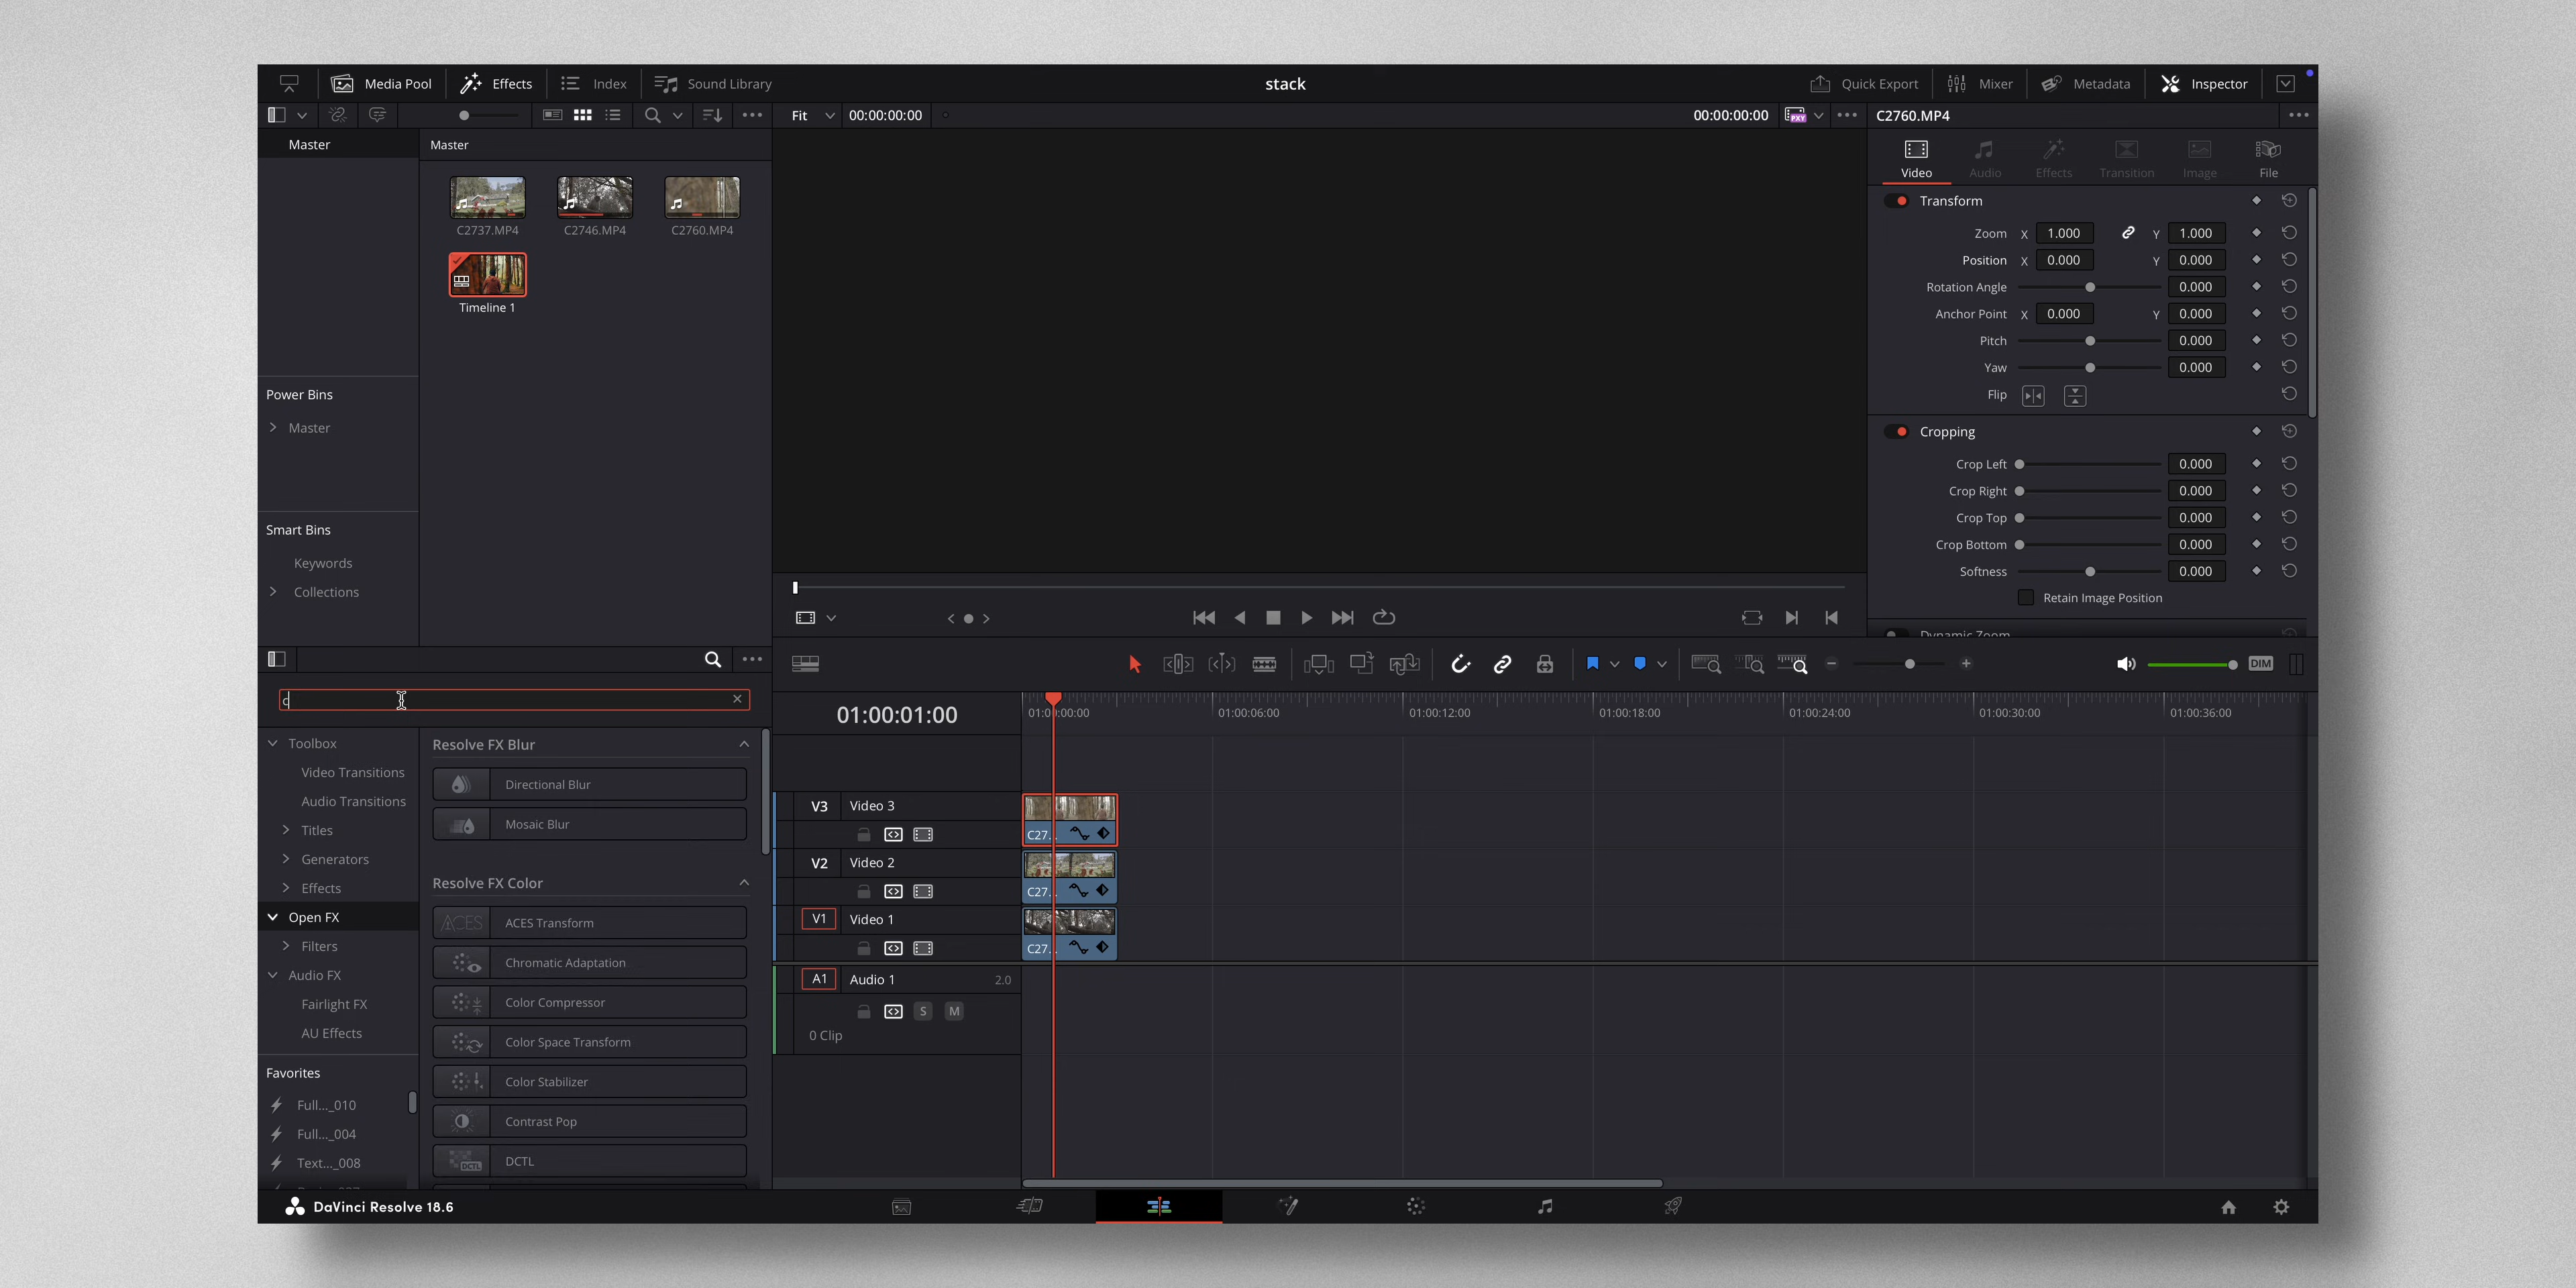 Media Pool
Effects
Index
Sound Library
stack
Quick Export
Mixer
Metadata
Inspector
Fit
00:00:00:00
00:00:00:00
PXY
C2760.MP4
Master
Master
C2737.MP4
C2746.MP4
C2760.MP4
Timeline 1
Power Bins
Master
Smart Bins
Keywords
Collections
Video
Audio
Effects
Transition
Image
File
Transform
Zoom X 1.000 Y 1.000
Position X 0.000 Y 0.000
Rotation Angle 0.000
Anchor Point X 0.000 Y 0.000
Pitch 0.000
Yaw 0.000
Flip
Cropping
Crop Left 0.000
Crop Right 0.000
Crop Top 0.000
Crop Bottom 0.000
Softness 0.000
Retain Image Position
Dynamic Zoom
c
Toolbox
Video Transitions
Audio Transitions
Titles
Generators
Effects
Open FX
Filters
Audio FX
Fairlight FX
AU Effects
Favorites
Full..._010
Full..._004
Text..._008
Resolve FX Blur
Directional Blur
Mosaic Blur
Resolve FX Color
ACES Transform
ACES
Chromatic Adaptation
Color Compressor
Color Space Transform
Color Stabilizer
Contrast Pop
DCTL
DCTL
DIM
01:00:01:00
01:00:00:00
01:00:06:00
01:00:12:00
01:00:18:00
01:00:24:00
01:00:30:00
01:00:36:00
V3 Video 3
C27...
V2 Video 2
C27...
V1 Video 1
C27...
A1 Audio 1 2.0
S M
0 Clip
DaVinci Resolve 18.6